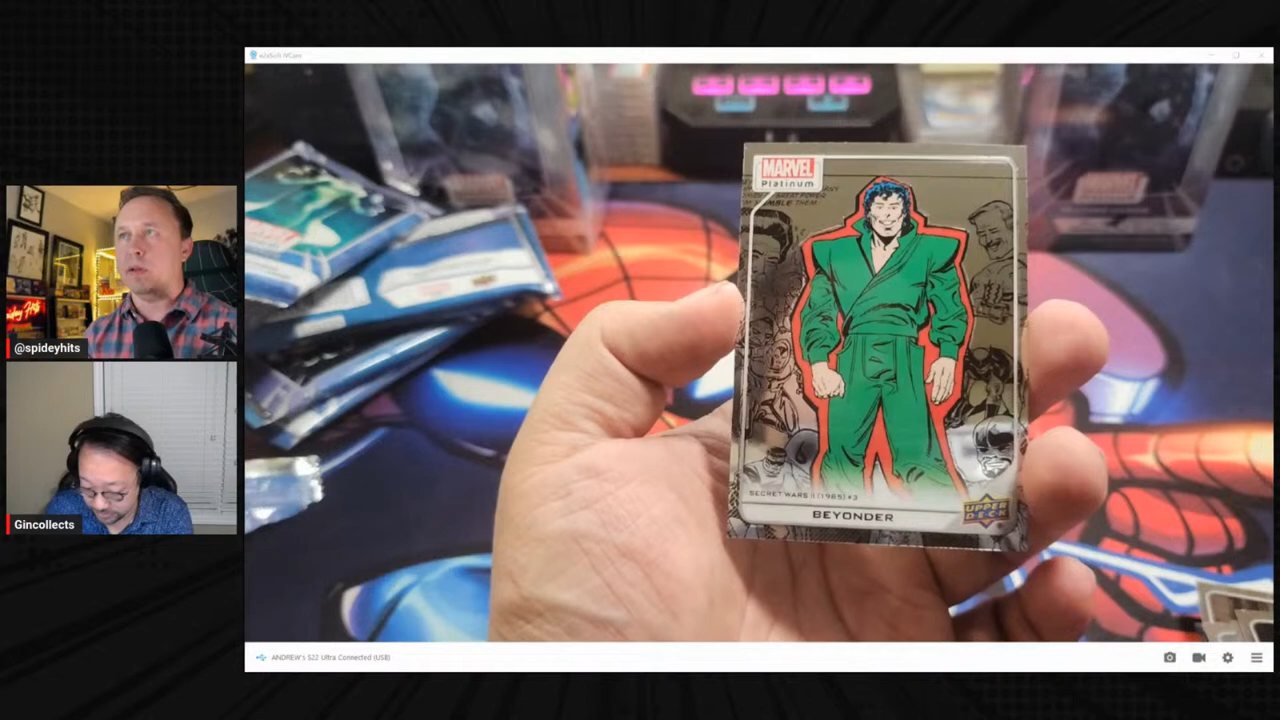 MARVEL
Platinum
SECRET WARS II (1985) #3
BEYONDER
UPPER
DECK
@spideyhits
Gincollects
ANDREW's S22 Ultra Connected (USB)